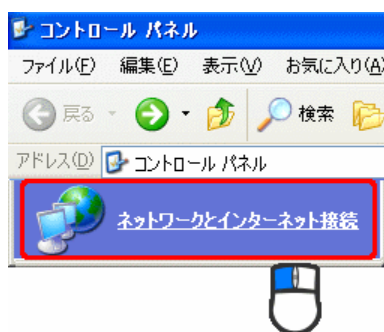 コントロール パネル
ファイル(F) 編集(E) 表示(V) お気に入り(A)
戻る 検索
アドレス(D) コントロール パネル
ネットワークとインターネット接続